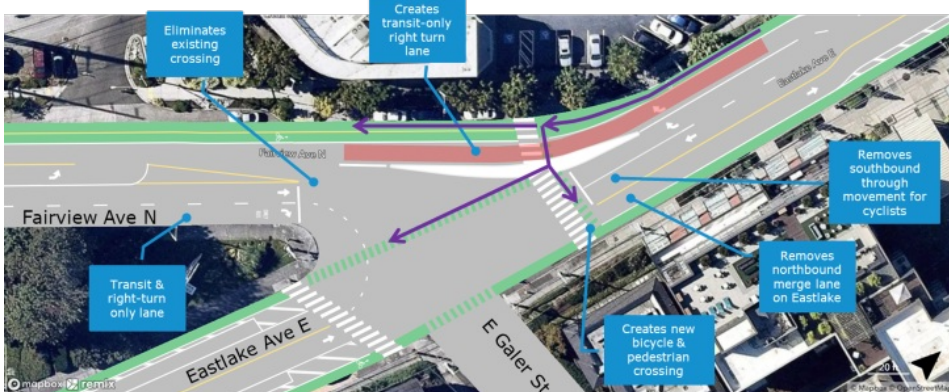 Eliminates
existing
crossing
Creates
transit-only
right turn
lane
Eastlake Ave E
Fairview Ave N
Removes
southbound
through
movement for
cyclists
Fairview Ave N
Transit &
right-turn
only lane
Removes
northbound
merge lane
on Eastlake
Eastlake Ave E
E Galer St
Creates new
bicycle &
pedestrian
crossing
mapbox remix
© Mapbox © OpenStreetMap